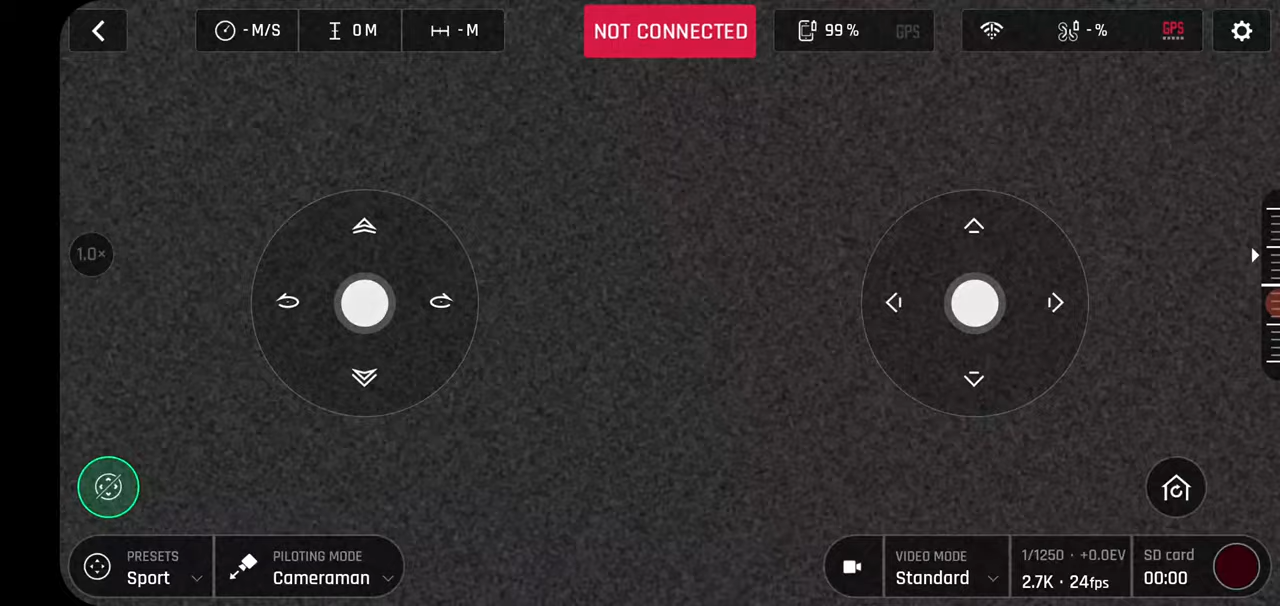 - M/S
0 M
- M
NOT CONNECTED
99 %
GPS
- %
GPS
1.0×
PRESETS
Sport
PILOTING MODE
Cameraman
VIDEO MODE
Standard
1/1250 · +0.0EV
2.7K · 24fps
SD card
00:00